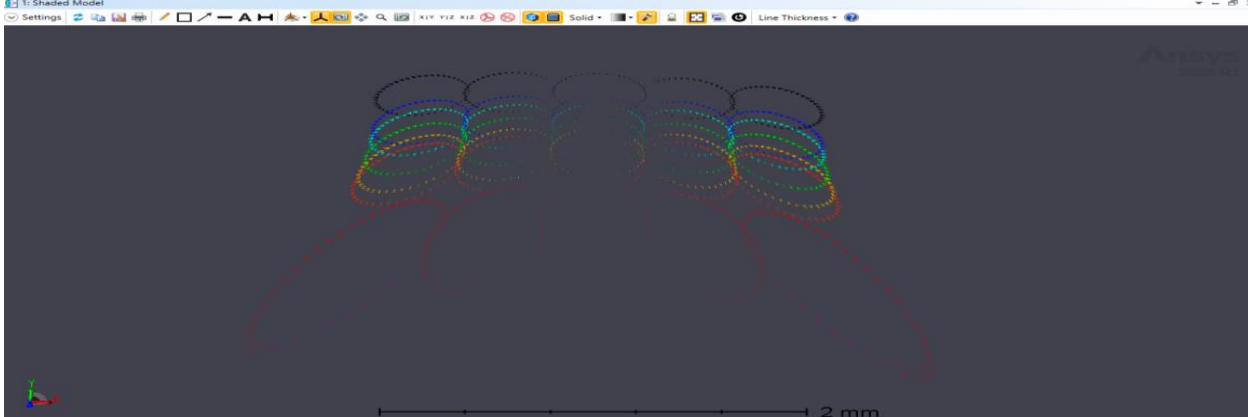 1: Shaded Model
Settings A X|Y Y|Z X|Z Solid Line Thickness
Ansys
2 mm
Y